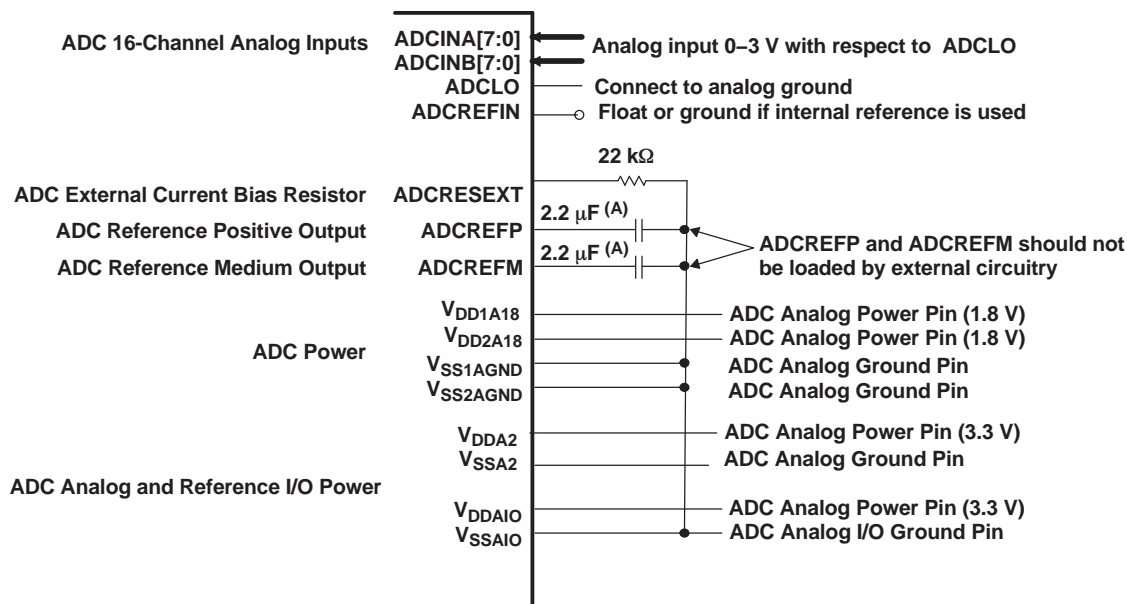 ADC 16-Channel Analog Inputs
ADCINA[7:0]
ADCINB[7:0]
Analog input 0–3 V with respect to ADCLO
ADCLO
Connect to analog ground
ADCREFIN
Float or ground if internal reference is used
22 kΩ
ADC External Current Bias Resistor
ADCRESEXT
ADC Reference Positive Output
ADCREFP
2.2 μF (A)
ADC Reference Medium Output
ADCREFM
2.2 μF (A)
ADCREFP and ADCREFM should not
be loaded by external circuitry
ADC Power
VDD1A18
ADC Analog Power Pin (1.8 V)
VDD2A18
ADC Analog Power Pin (1.8 V)
VSS1AGND
ADC Analog Ground Pin
VSS2AGND
ADC Analog Ground Pin
ADC Analog and Reference I/O Power
VDDA2
ADC Analog Power Pin (3.3 V)
VSSA2
ADC Analog Ground Pin
VDDAIO
ADC Analog Power Pin (3.3 V)
VSSAIO
ADC Analog I/O Ground Pin